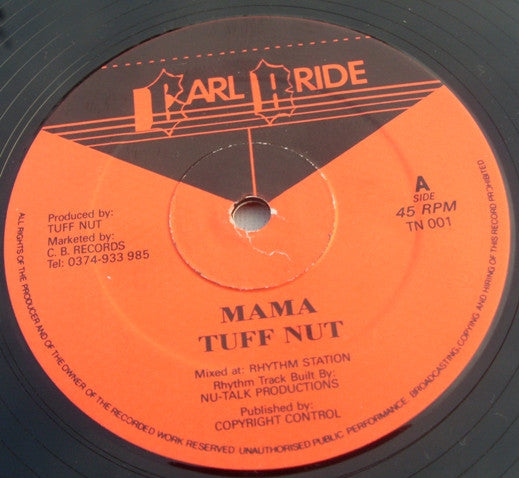 KARL PRIDE
Produced by:
TUFF NUT
Marketed by:
C. B. RECORDS
Tel: 0374-933 985
A
SIDE
45 RPM
TN 001
MAMA
TUFF NUT
Mixed at: RHYTHM STATION
Rhythm Track Built By:
NU-TALK PRODUCTIONS
Published by:
COPYRIGHT CONTROL
ALL RIGHTS OF THE PRODUCER AND OF THE OWNER OF THE RECORDED WORK RESERVED UNAUTHORISED PUBLIC PERFORMANCE. BROADCASTING, COPYING AND HIRING OF THIS RECORD PROHIBITED